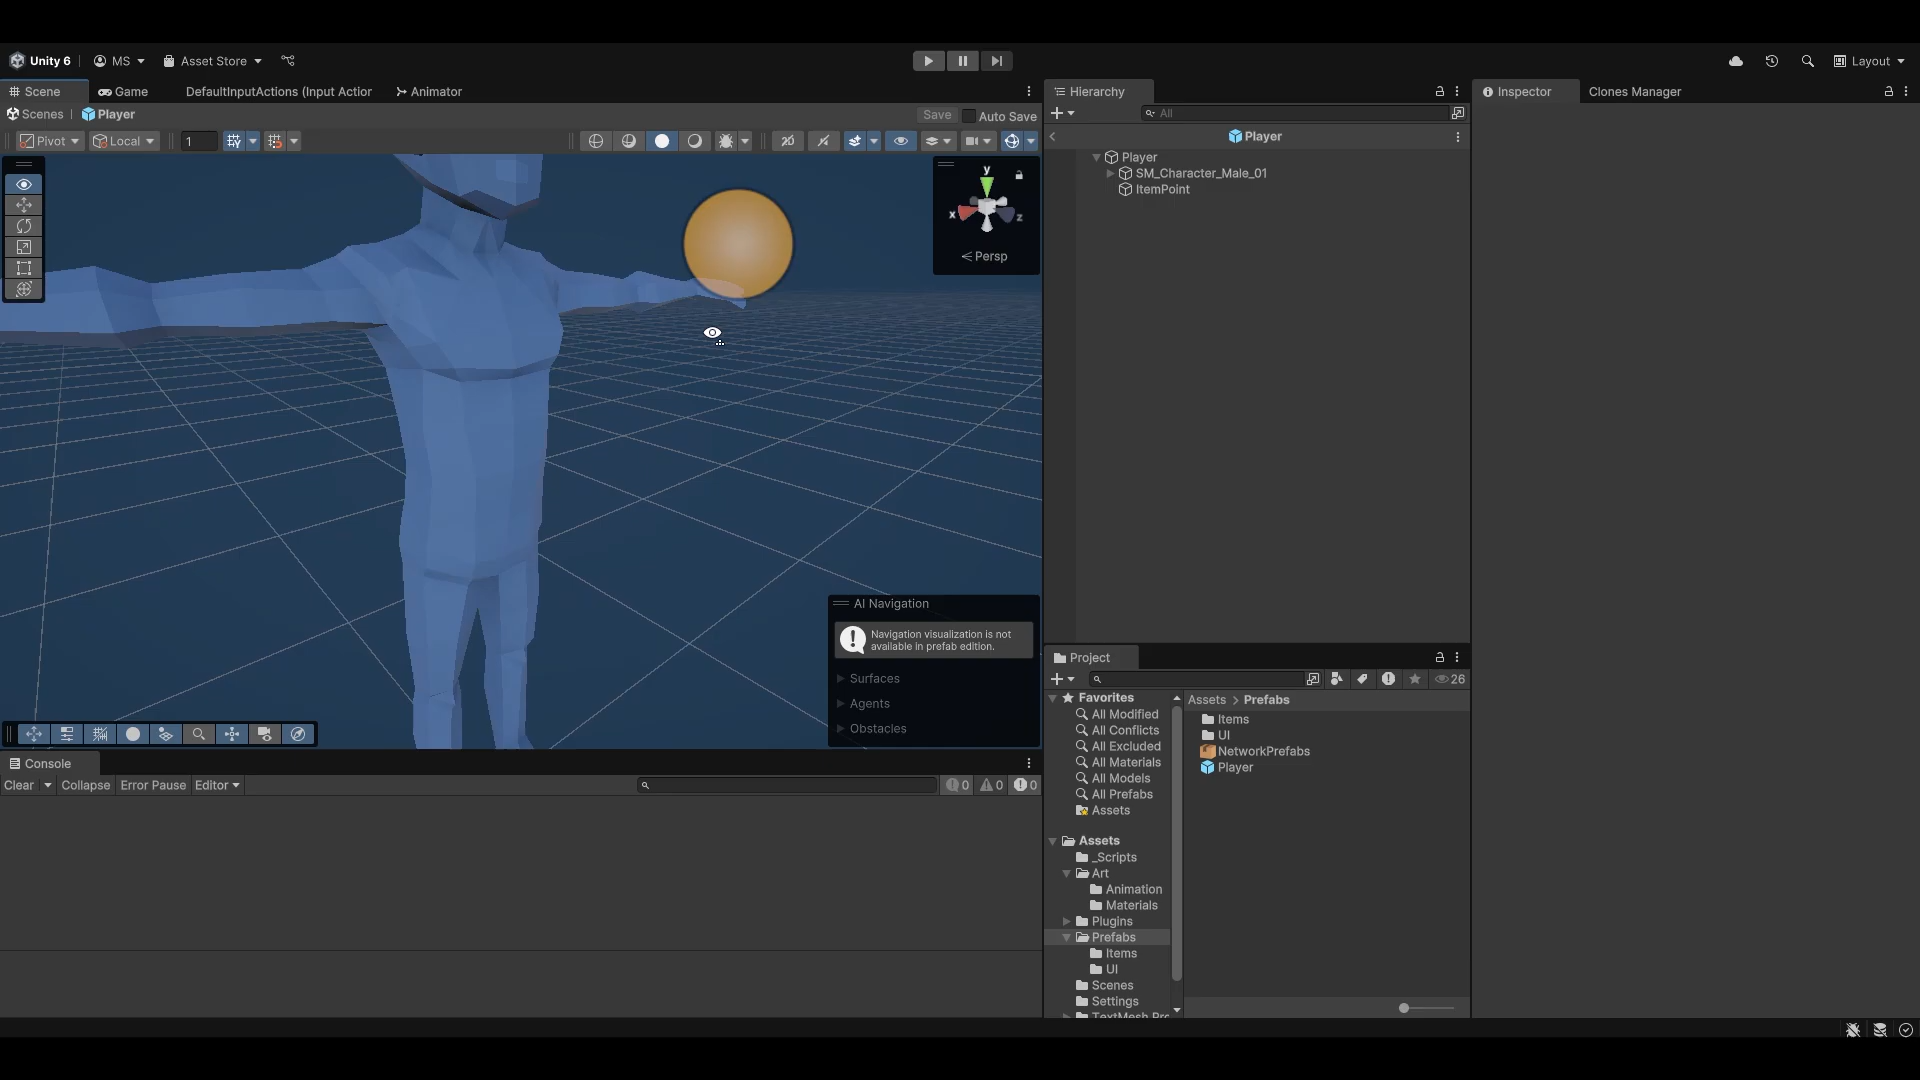 Unity 6
MS
Asset Store
Layout
Scene
Game
DefaultInputActions (Input Action
Animator
Scenes
Player
Save
Auto Save
Pivot
Local
1
2D
y
x
z
Persp
AI Navigation
Navigation visualization is not
available in prefab edition.
Surfaces
Agents
Obstacles
Console
Clear
Collapse
Error Pause
Editor
0
0
0
Hierarchy
All
Player
Player
SM_Character_Male_01
ItemPoint
Inspector
Clones Manager
Project
26
Favorites
All Modified
All Conflicts
All Excluded
All Materials
All Models
All Prefabs
Assets
Assets
_Scripts
Art
Animation
Materials
Plugins
Prefabs
Items
UI
Scenes
Settings
TextMesh Pro
Assets > Prefabs
Items
UI
NetworkPrefabs
Player